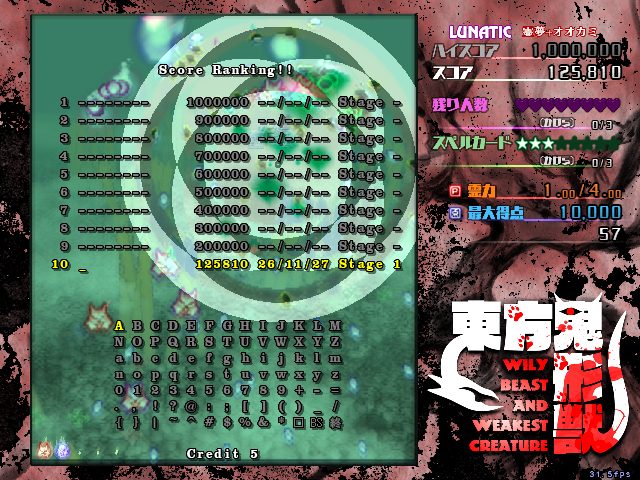 Score Ranking!!
1 -------- 1000000 --/--/-- Stage -
2 -------- 900000 --/--/-- Stage -
3 -------- 800000 --/--/-- Stage -
4 -------- 700000 --/--/-- Stage -
5 -------- 600000 --/--/-- Stage -
6 -------- 500000 --/--/-- Stage -
7 -------- 400000 --/--/-- Stage -
8 -------- 300000 --/--/-- Stage -
9 -------- 200000 --/--/-- Stage -
10 _ 125810 26/11/27 Stage 1
A B C D E F G H I J K L M
N O P Q R S T U V W X Y Z
a b c d e f g h i j k l m
n o p q r s t u v w x y z
0 1 2 3 4 5 6 7 8 9 + - =
. , ! ? @ : ; [ ] ( ) _ /
{ } | ~ ^ # $ % & * □ BS 終
Credit 5
LUNATIC 霊夢+オオカミ
ハイスコア 1,000,000
スコア 125,810
残り人数
(かけら) 0/3
スペルカード ★★★
(かけら) 0/3
P 霊力 1.00/4.00
最大得点 10,000
57
東方鬼形獣
WILY
BEAST
AND
WEAKEST
CREATURE
31.5fps